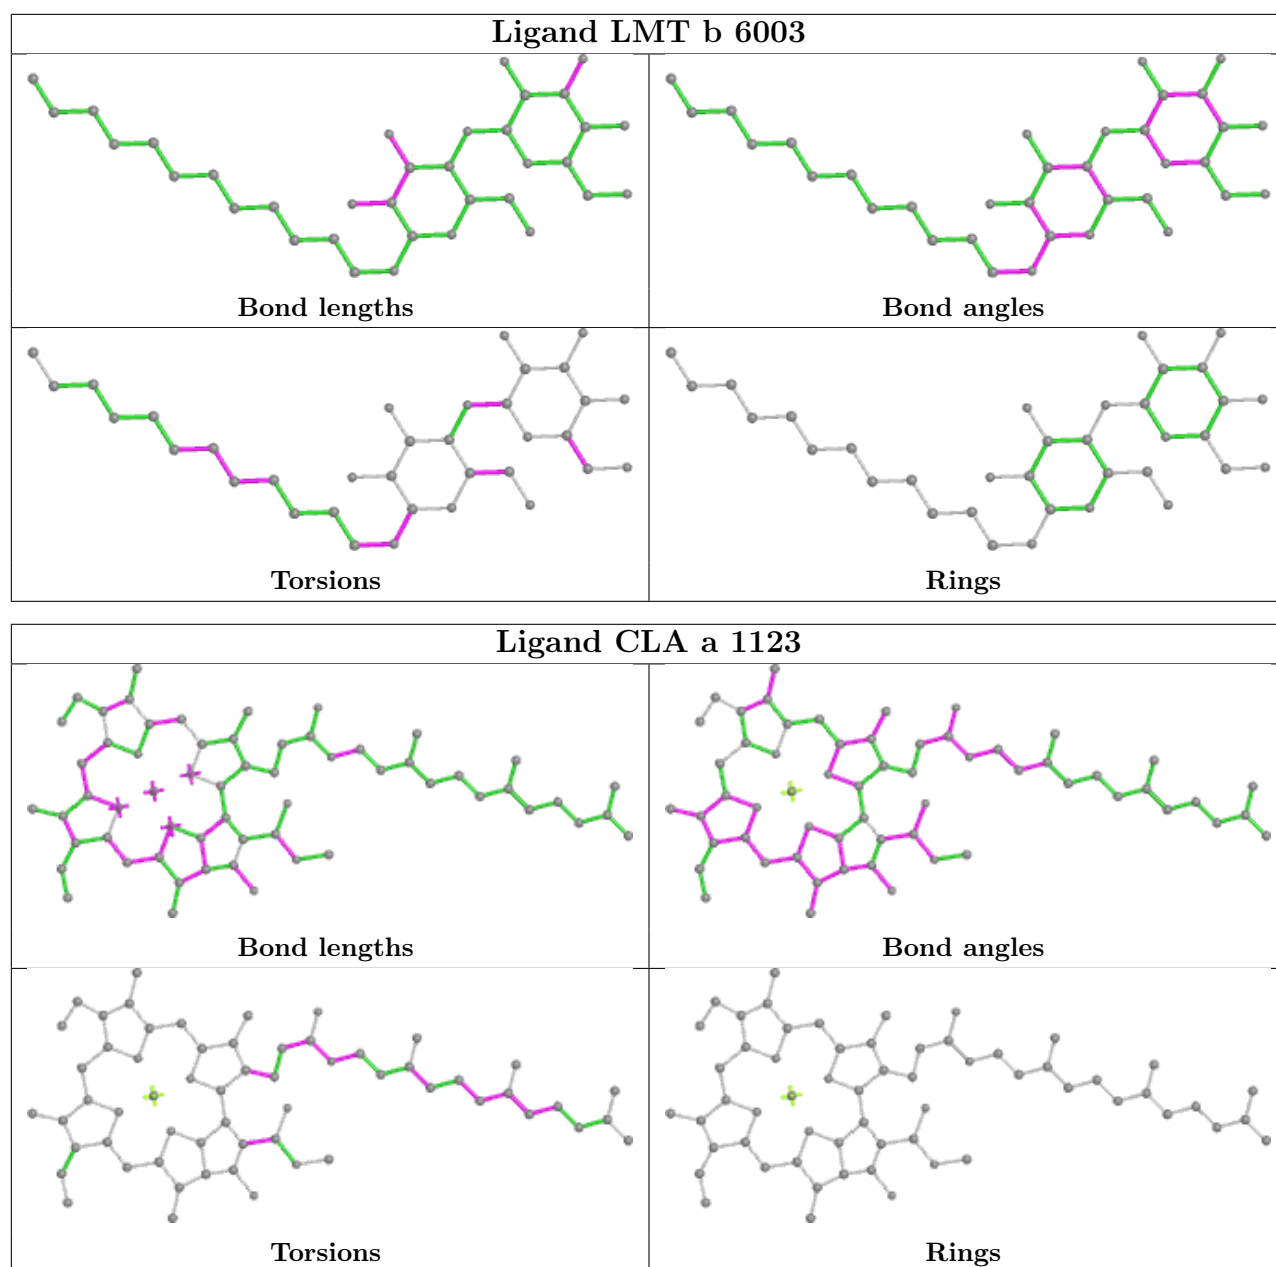 Ligand LMT b 6003
Bond lengths
Bond angles
Torsions
Rings
Ligand CLA a 1123
Bond lengths
Bond angles
Torsions
Rings